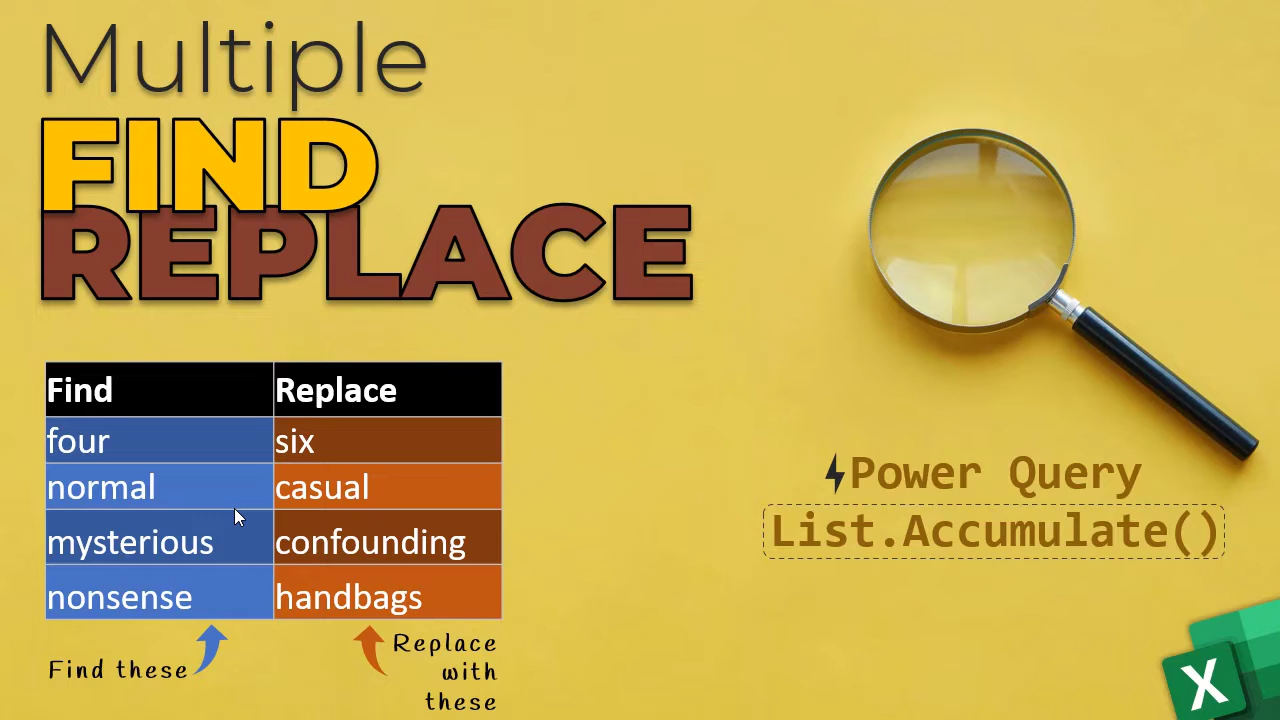 Multiple
FIND
REPLACE
Find Replace
four six
normal casual
mysterious confounding
nonsense handbags
Find these
Replace
with
these
Power Query
List.Accumulate()
X